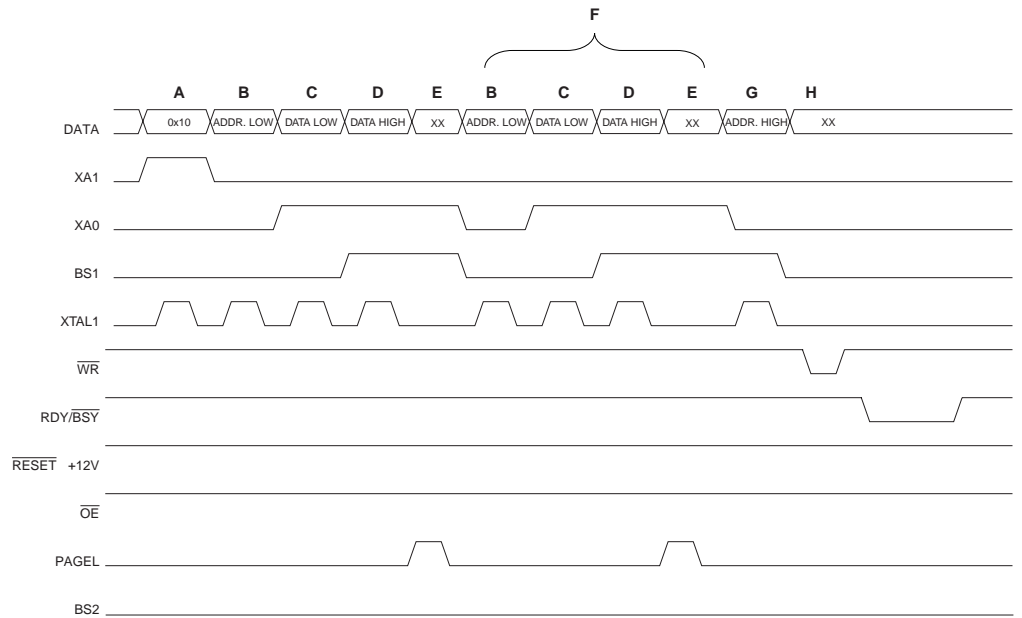 F
A B C D E B C D E G H
DATA 0x10 ADDR. LOW DATA LOW DATA HIGH XX ADDR. LOW DATA LOW DATA HIGH XX ADDR. HIGH XX
XA1
XA0
BS1
XTAL1
WR
RDY/BSY
RESET +12V
OE
PAGEL
BS2